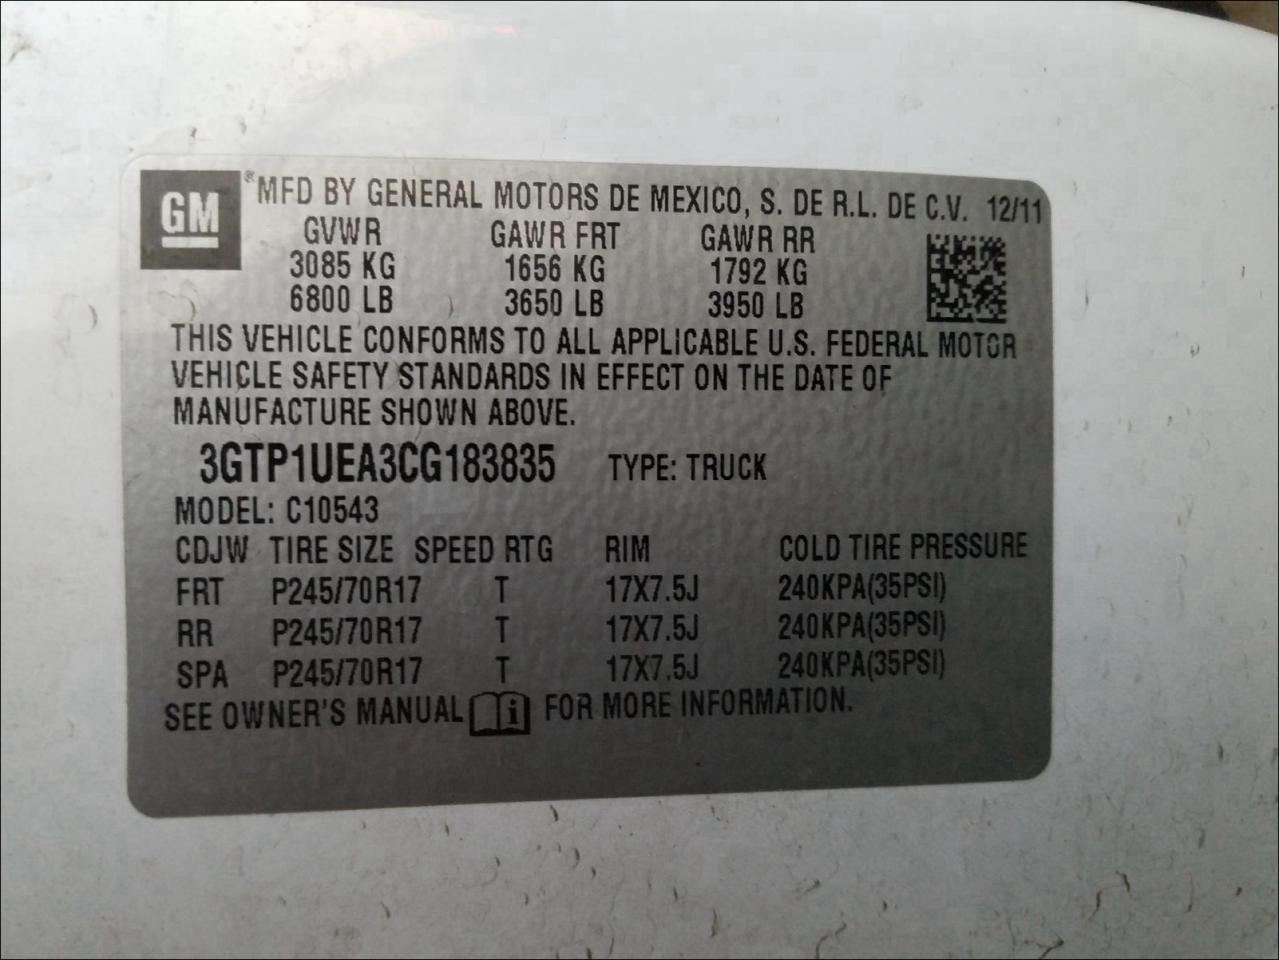 GM ® MFD BY GENERAL MOTORS DE MEXICO, S. DE R.L. DE C.V. 12/11
GVWR GAWR FRT GAWR RR
3085 KG 1656 KG 1792 KG
6800 LB 3650 LB 3950 LB
THIS VEHICLE CONFORMS TO ALL APPLICABLE U.S. FEDERAL MOTOR
VEHICLE SAFETY STANDARDS IN EFFECT ON THE DATE OF
MANUFACTURE SHOWN ABOVE.
3GTP1UEA3CG183835 TYPE: TRUCK
MODEL: C10543
CDJW TIRE SIZE SPEED RTG RIM COLD TIRE PRESSURE
FRT P245/70R17 T 17X7.5J 240KPA(35PSI)
RR P245/70R17 T 17X7.5J 240KPA(35PSI)
SPA P245/70R17 T 17X7.5J 240KPA(35PSI)
SEE OWNER'S MANUAL i FOR MORE INFORMATION.